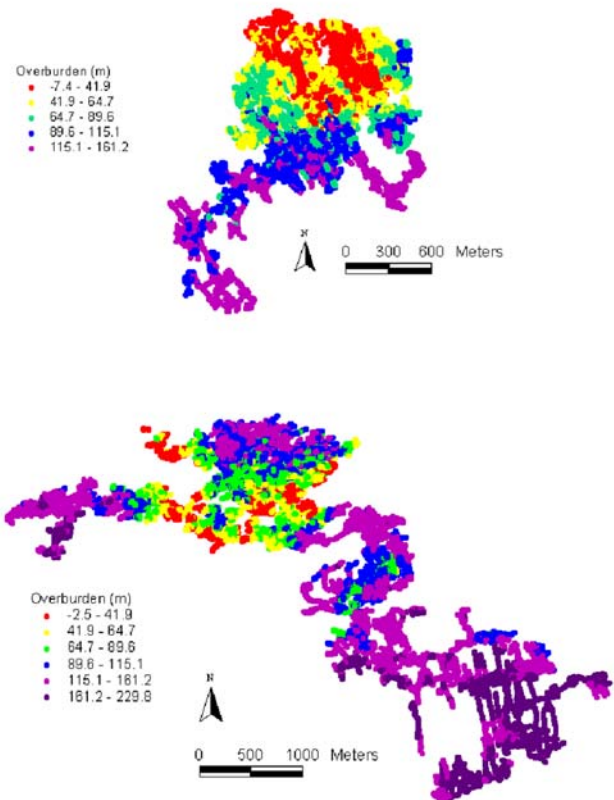 Overburden (m)
-7.4 - 41.9
41.9 - 64.7
64.7 - 89.6
89.6 - 115.1
115.1 - 161.2
N
0 300 600 Meters
Overburden (m)
-2.5 - 41.9
41.9 - 64.7
64.7 - 89.6
89.6 - 115.1
115.1 - 161.2
161.2 - 229.8
N
0 500 1000 Meters